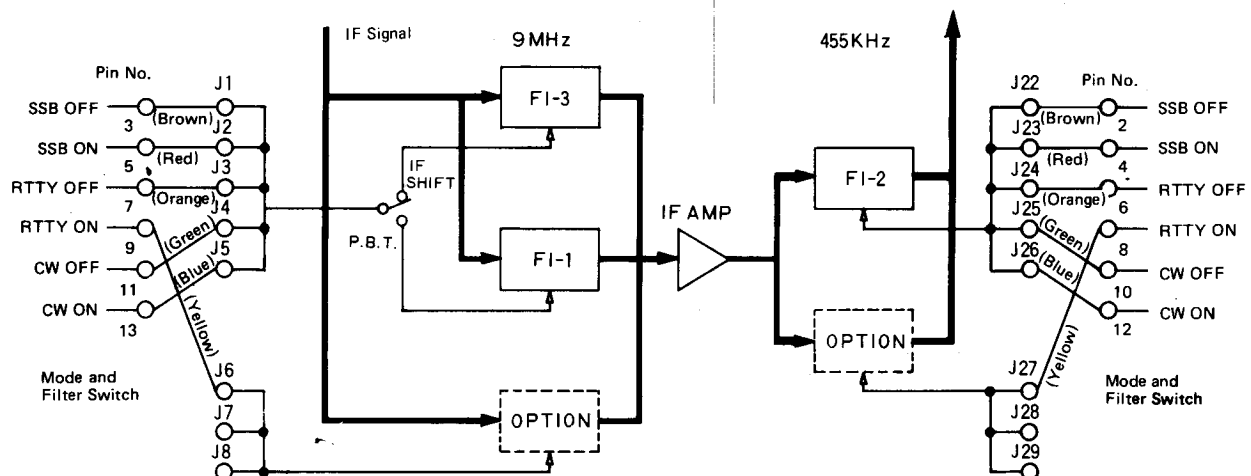 IF Signal
9MHz
455KHz
Pin No.
J1
SSB OFF
3
(Brown)
J2
SSB ON
5
(Red)
J3
RTTY OFF
7
(Orange)
J4
RTTY ON
9
(Green)
J5
CW OFF
11
(Blue)
CW ON
13
(Yellow)
J6
Mode and
Filter Switch
J7
J8
FI-3
IF
SHIFT
P.B.T.
FI-1
OPTION
IF AMP
FI-2
OPTION
J22
Pin No.
(Brown)
2
SSB OFF
J23
(Red)
4
SSB ON
J24
(Orange)
6
RTTY OFF
J25
(Green)
8
RTTY ON
J26
(Blue)
10
CW OFF
12
CW ON
(Yellow)
J27
Mode and
Filter Switch
J28
J29